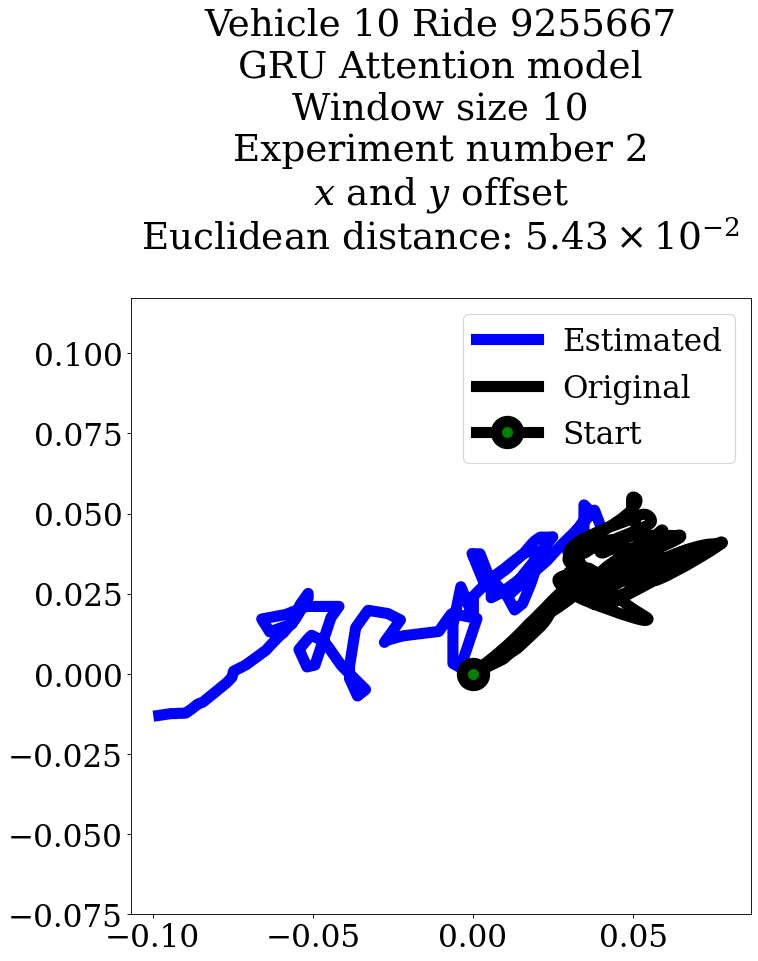 Vehicle 10 Ride 9255667
GRU Attention model
Window size 10
Experiment number 2
x and y offset
Euclidean distance: 5.43 × 10⁻²
Estimated
Original
Start
0.100
0.075
0.050
0.025
0.000
−0.025
−0.050
−0.075
−0.10 −0.05 0.00 0.05